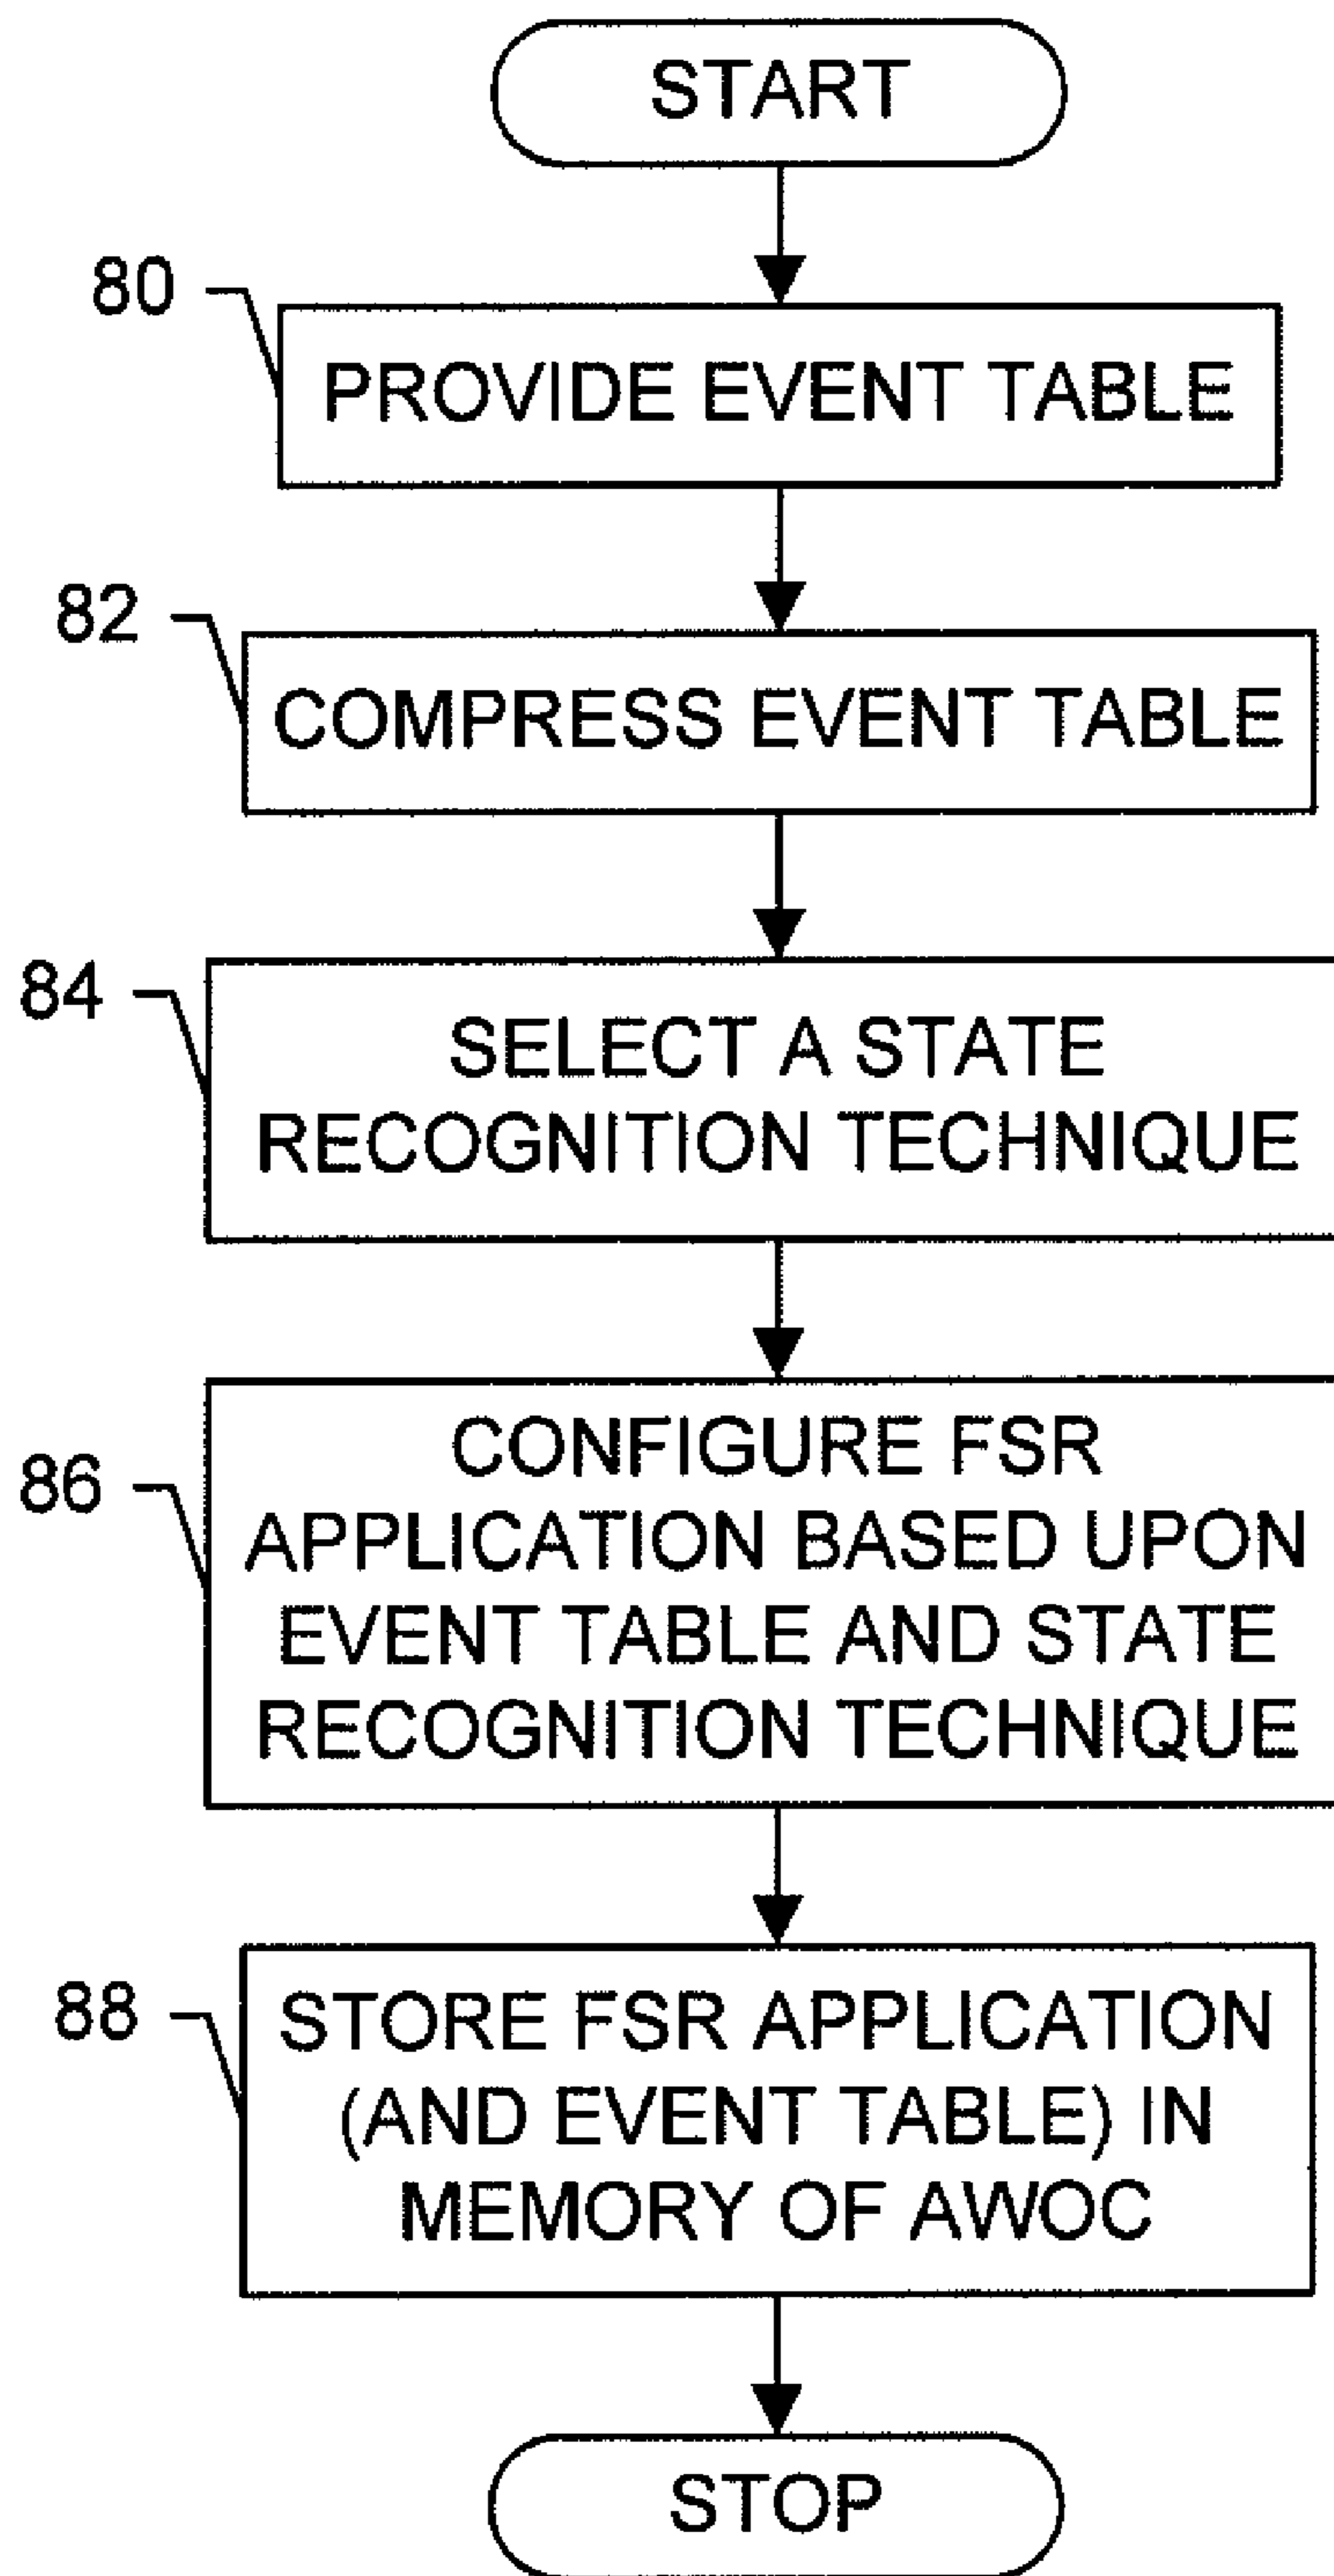 START
80
PROVIDE EVENT TABLE
82
COMPRESS EVENT TABLE
84
SELECT A STATE
RECOGNITION TECHNIQUE
86
CONFIGURE FSR
APPLICATION BASED UPON
EVENT TABLE AND STATE
RECOGNITION TECHNIQUE
88
STORE FSR APPLICATION
(AND EVENT TABLE) IN
MEMORY OF AWOC
STOP